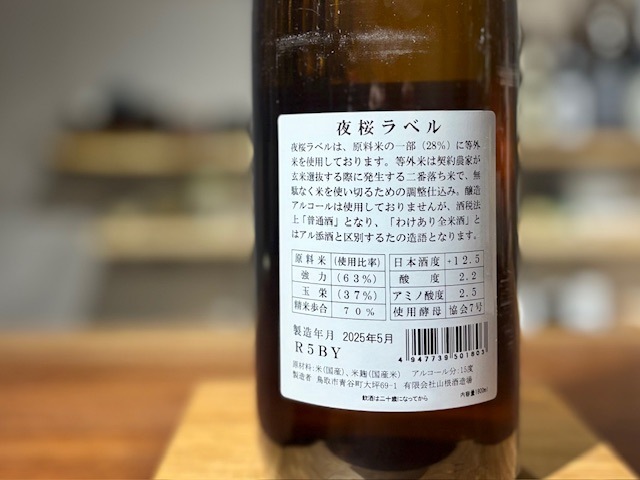 夜桜ラベル
夜桜ラベルは、原料米の一部（28%）に等外
米を使用しております。等外米は契約農家が
玄米選抜する際に発生する二番落ち米で、無
駄なく米を使い切るための調整仕込み。醸造
アルコールは使用しておりませんが、酒税法
上「普通酒」となり、「わけあり全米酒」と
はアル添酒と区別するたの造語となります。
原料米 (使用比率) 日本酒度 +12.5
強力 (63%) 酸度 2.2
玉栄 (37%) アミノ酸度 2.5
精米歩合 70% 使用酵母 協会7号
製造年月 2025年5月
R5BY
4947739501803
原材料:米(国産)、米麹(国産米) アルコール分:15度
製造者 鳥取市青谷町大坪69-1 有限会社山根酒造場
飲酒は二十歳になってから 内容量(900ml)